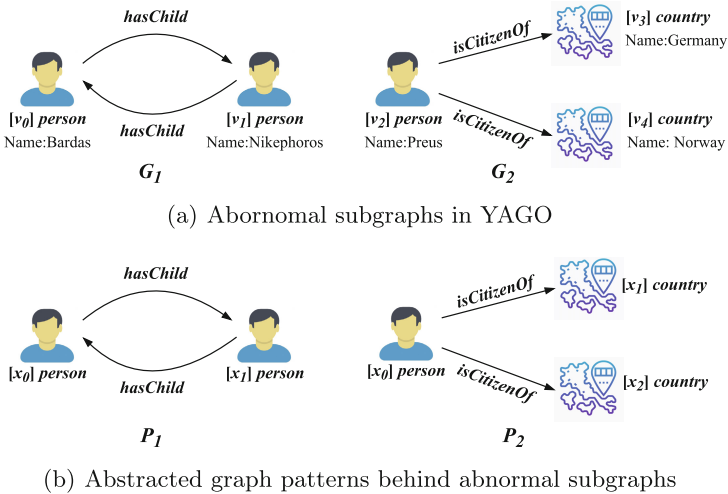 hasChild
hasChild
[v0] person
Name:Bardas
[v1] person
Name:Nikephoros
G1
isCitizenOf
isCitizenOf
[v2] person
Name:Preus
[v3] country
Name:Germany
[v4] country
Name: Norway
G2
(a) Abornomal subgraphs in YAGO
hasChild
hasChild
[x0] person
[x1] person
P1
isCitizenOf
isCitizenOf
[x0] person
[x1] country
[x2] country
P2
(b) Abstracted graph patterns behind abnormal subgraphs